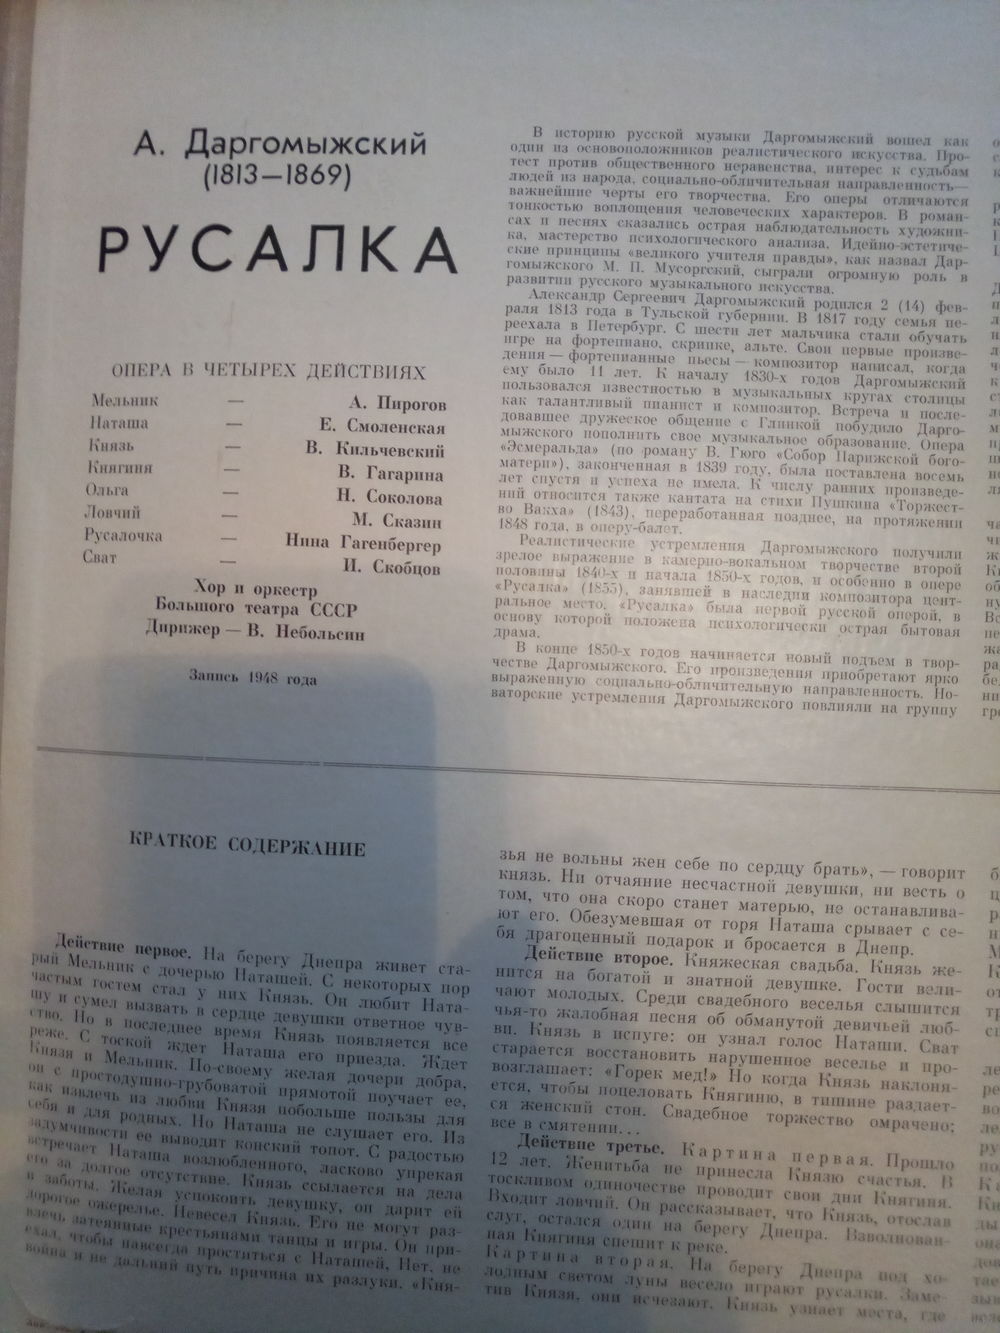 А. Даргомыжский
(1813—1869)
РУСАЛКА
ОПЕРА В ЧЕТЫРЕХ ДЕЙСТВИЯХ
Мельник — А. Пирогов
Наташа — Е. Смоленская
Князь — В. Кильчевский
Княгиня — В. Гагарина
Ольга — Н. Соколова
Ловчий — М. Сказин
Русалочка — Нина Гагенбергер
Сват — И. Скобцов
Хор и оркестр
Большого театра СССР
Дирижер — В. Небольсин
Запись 1948 года
В историю русской музыки Даргомыжский вошел как
один из основоположников реалистического искусства. Про-
тест против общественного неравенства, интерес к судьбам
людей из народа, социально-обличительная направленность—
важнейшие черты его творчества. Его оперы отличаются
тонкостью воплощения человеческих характеров. В роман-
сах и песнях сказались острая наблюдательность художни-
ка, мастерство психологического анализа. Идейно-эстетиче-
ские принципы «великого учителя правды», как назвал Дар-
гомыжского М. П. Мусоргский, сыграли огромную роль в
развитии русского музыкального искусства.
Александр Сергеевич Даргомыжский родился 2 (14) фев-
раля 1813 года в Тульской губернии. В 1817 году семья пе-
реехала в Петербург. С шести лет мальчика стали обучать
игре на фортепиано, скрипке, альте. Свои первые произве-
дения — фортепианные пьесы — композитор написал, когда
ему было 11 лет. К началу 1830-х годов Даргомыжский
пользовался известностью в музыкальных кругах столицы
как талантливый пианист и композитор. Встреча и после-
довавшее дружеское общение с Глинкой побудило Дарго-
мыжского пополнить свое музыкальное образование. Опера
«Эсмеральда» (по роману В. Гюго «Собор Парижской бого-
матери»), законченная в 1839 году, была поставлена восемь
лет спустя и успеха не имела. К числу ранних произведе-
ний относится также кантата на стихи Пушкина «Торжест-
во Вакха» (1843), переработанная позднее, на протяжении
1848 года, в оперу-балет.
Реалистические устремления Даргомыжского получили
зрелое выражение в камерно-вокальном творчестве второй
половины 1840-х и начала 1850-х годов, и особенно в опере
«Русалка» (1855), занявшей в наследии композитора цент-
ральное место. «Русалка» была первой русской оперой, в
основу которой положена психологически острая бытовая
драма.
В конце 1850-х годов начинается новый подъем в твор-
честве Даргомыжского. Его произведения приобретают ярко
выраженную социально-обличительную направленность. Но-
ваторские устремления Даргомыжского повлияли на группу
КРАТКОЕ СОДЕРЖАНИЕ
Действие первое. На берегу Днепра живет ста-
рый Мельник с дочерью Наташей. С некоторых пор
частым гостем стал у них Князь. Он любит Ната-
шу и сумел вызвать в сердце девушки ответное чув-
ство. Но в последнее время Князь появляется все
реже. С тоской ждет Наташа его приезда. Ждет
Князя и Мельник. По-своему желая дочери добра,
он с простодушно-грубоватой прямотой поучает ее,
как извлечь из любви Князя побольше пользы для
себя и для родных. Но Наташа не слушает его. Из
задумчивости ее выводит конский топот. С радостью
встречает Наташа возлюбленного, ласково упрекая
его за долгое отсутствие. Князь ссылается на дела
и заботы. Желая успокоить девушку, он дарит ей
дорогое ожерелье. Невесел Князь. Его не могут раз-
влечь затеянные крестьянами танцы и игры. Он при-
ехал, чтобы навсегда проститься с Наташей. Нет, не
война и не дальний путь причина их разлуки. «Кня-
зья не вольны жен себе по сердцу брать», — говорит
князь. Ни отчаяние несчастной девушки, ни весть о
том, что она скоро станет матерью, не останавлива-
ют его. Обезумевшая от горя Наташа срывает с се-
бя драгоценный подарок и бросается в Днепр.
Действие второе. Княжеская свадьба. Князь же-
нится на богатой и знатной девушке. Гости вели-
чают молодых. Среди свадебного веселья слышится
чья-то жалобная песня об обманутой девичьей люб-
ви. Князь в испуге: он узнал голос Наташи. Сват
старается восстановить нарушенное веселье и про-
возглашает: «Горек мед!» Но когда Князь наклоня-
ется, чтобы поцеловать Княгиню, в тишине раздает-
ся женский стон. Свадебное торжество омрачено;
все в смятении...
Действие третье. Картина первая. Прошло
12 лет. Женитьба не принесла Князю счастья. В
тоскливом одиночестве проводит свои дни Княгиня.
Входит ловчий. Он рассказывает, что Князь, отослав
слуг, остался один на берегу Днепра. Взволнован-
ная Княгиня спешит к реке.
Картина вторая. На берегу Днепра под хо-
лодным светом луны весело играют русалки. Заме-
тив Князя, они исчезают. Князь узнает места, где